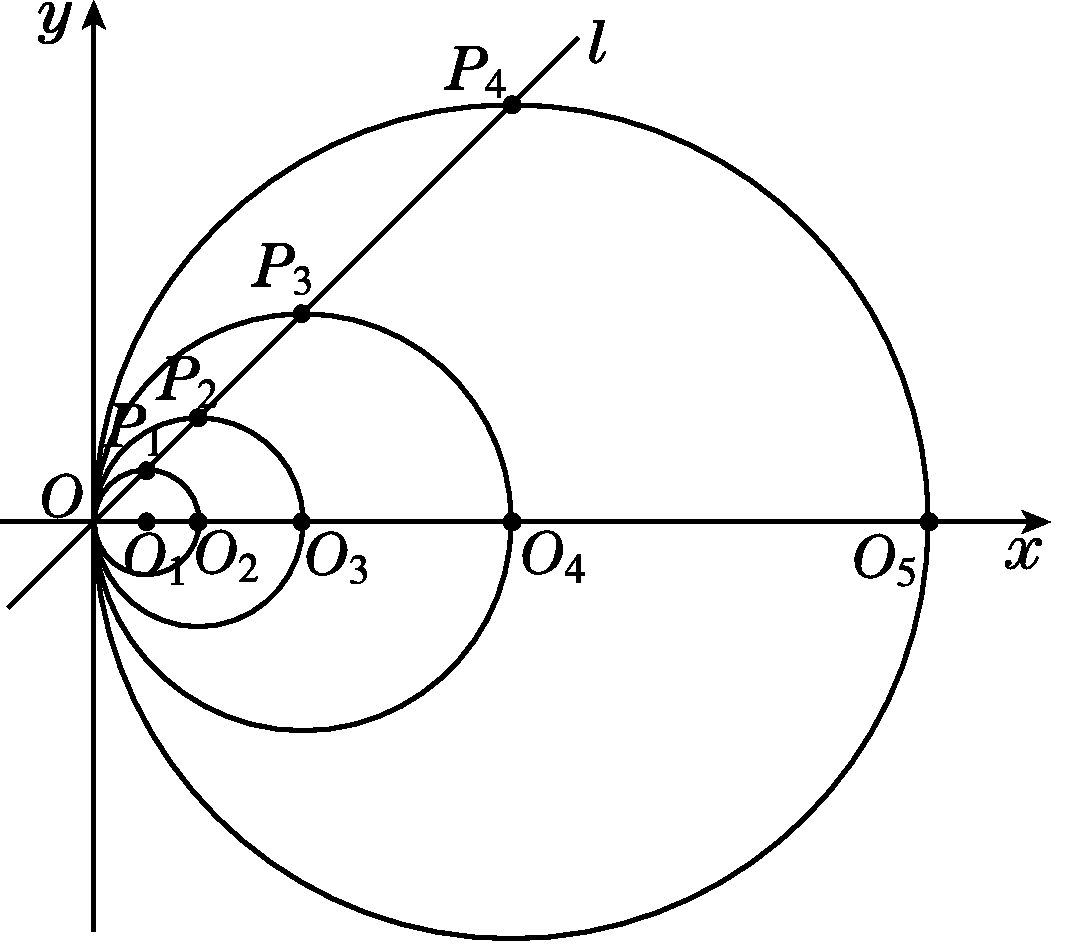 y
l
P₄
P₃
P₂
P₁
O
O₁ O₂ O₃ O₄ O₅ x